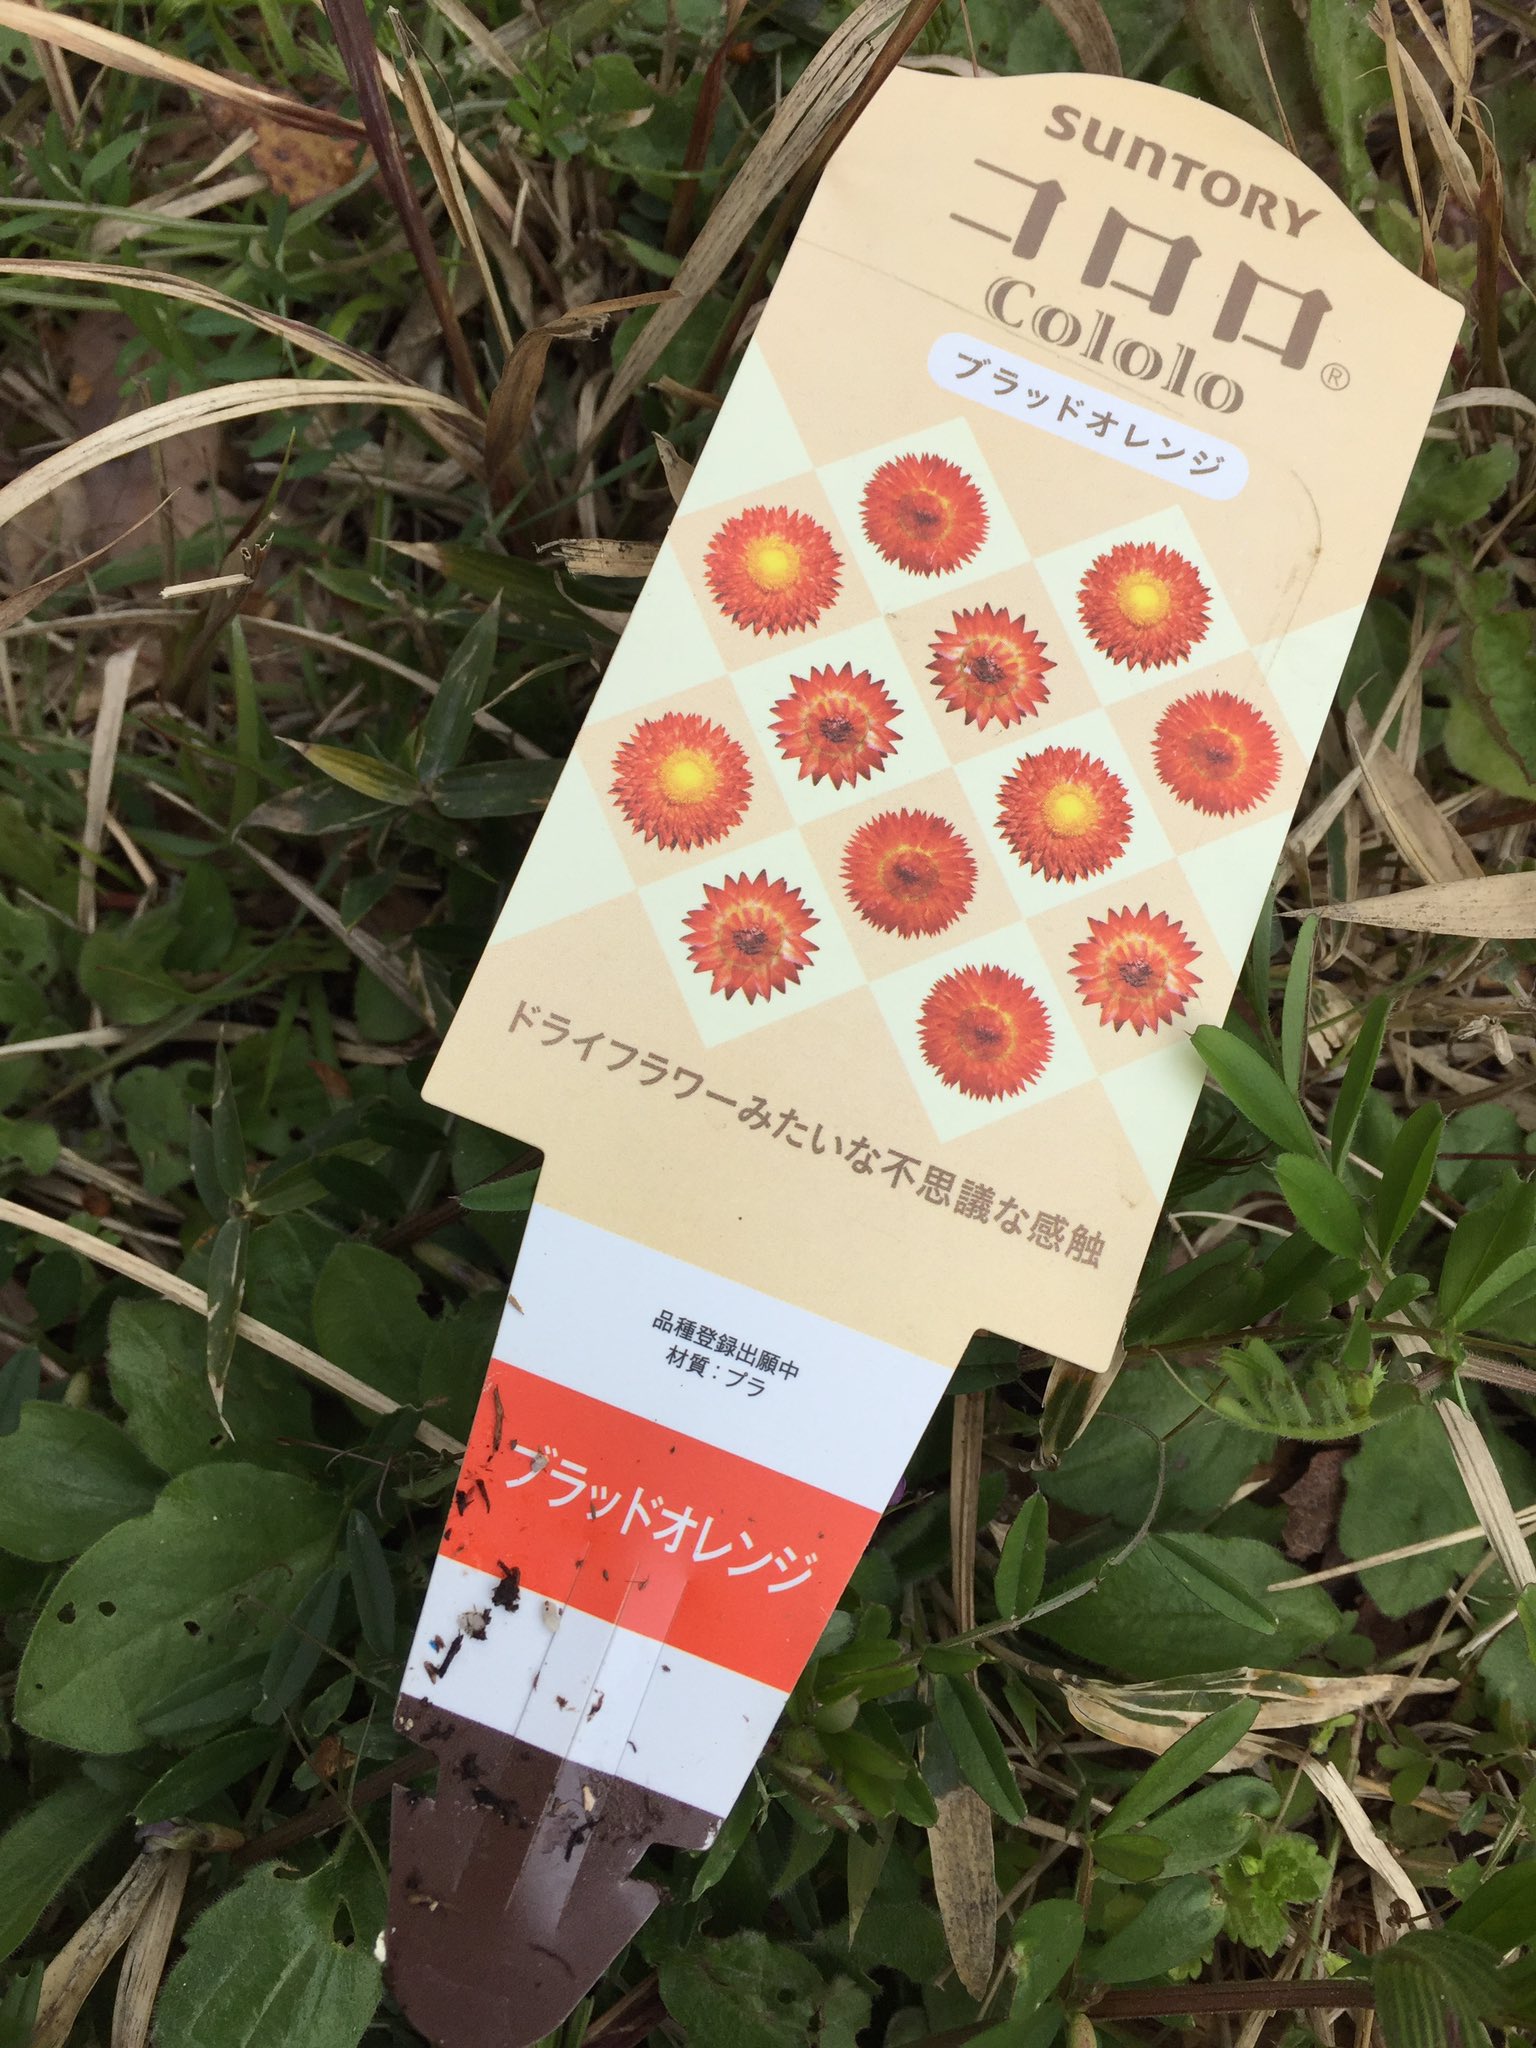 SUNTORY
コロロ®
Cololo
ブラッドオレンジ
ドライフラワーみたいな不思議な感触
品種登録出願中
材質：プラ
ブラッドオレンジ